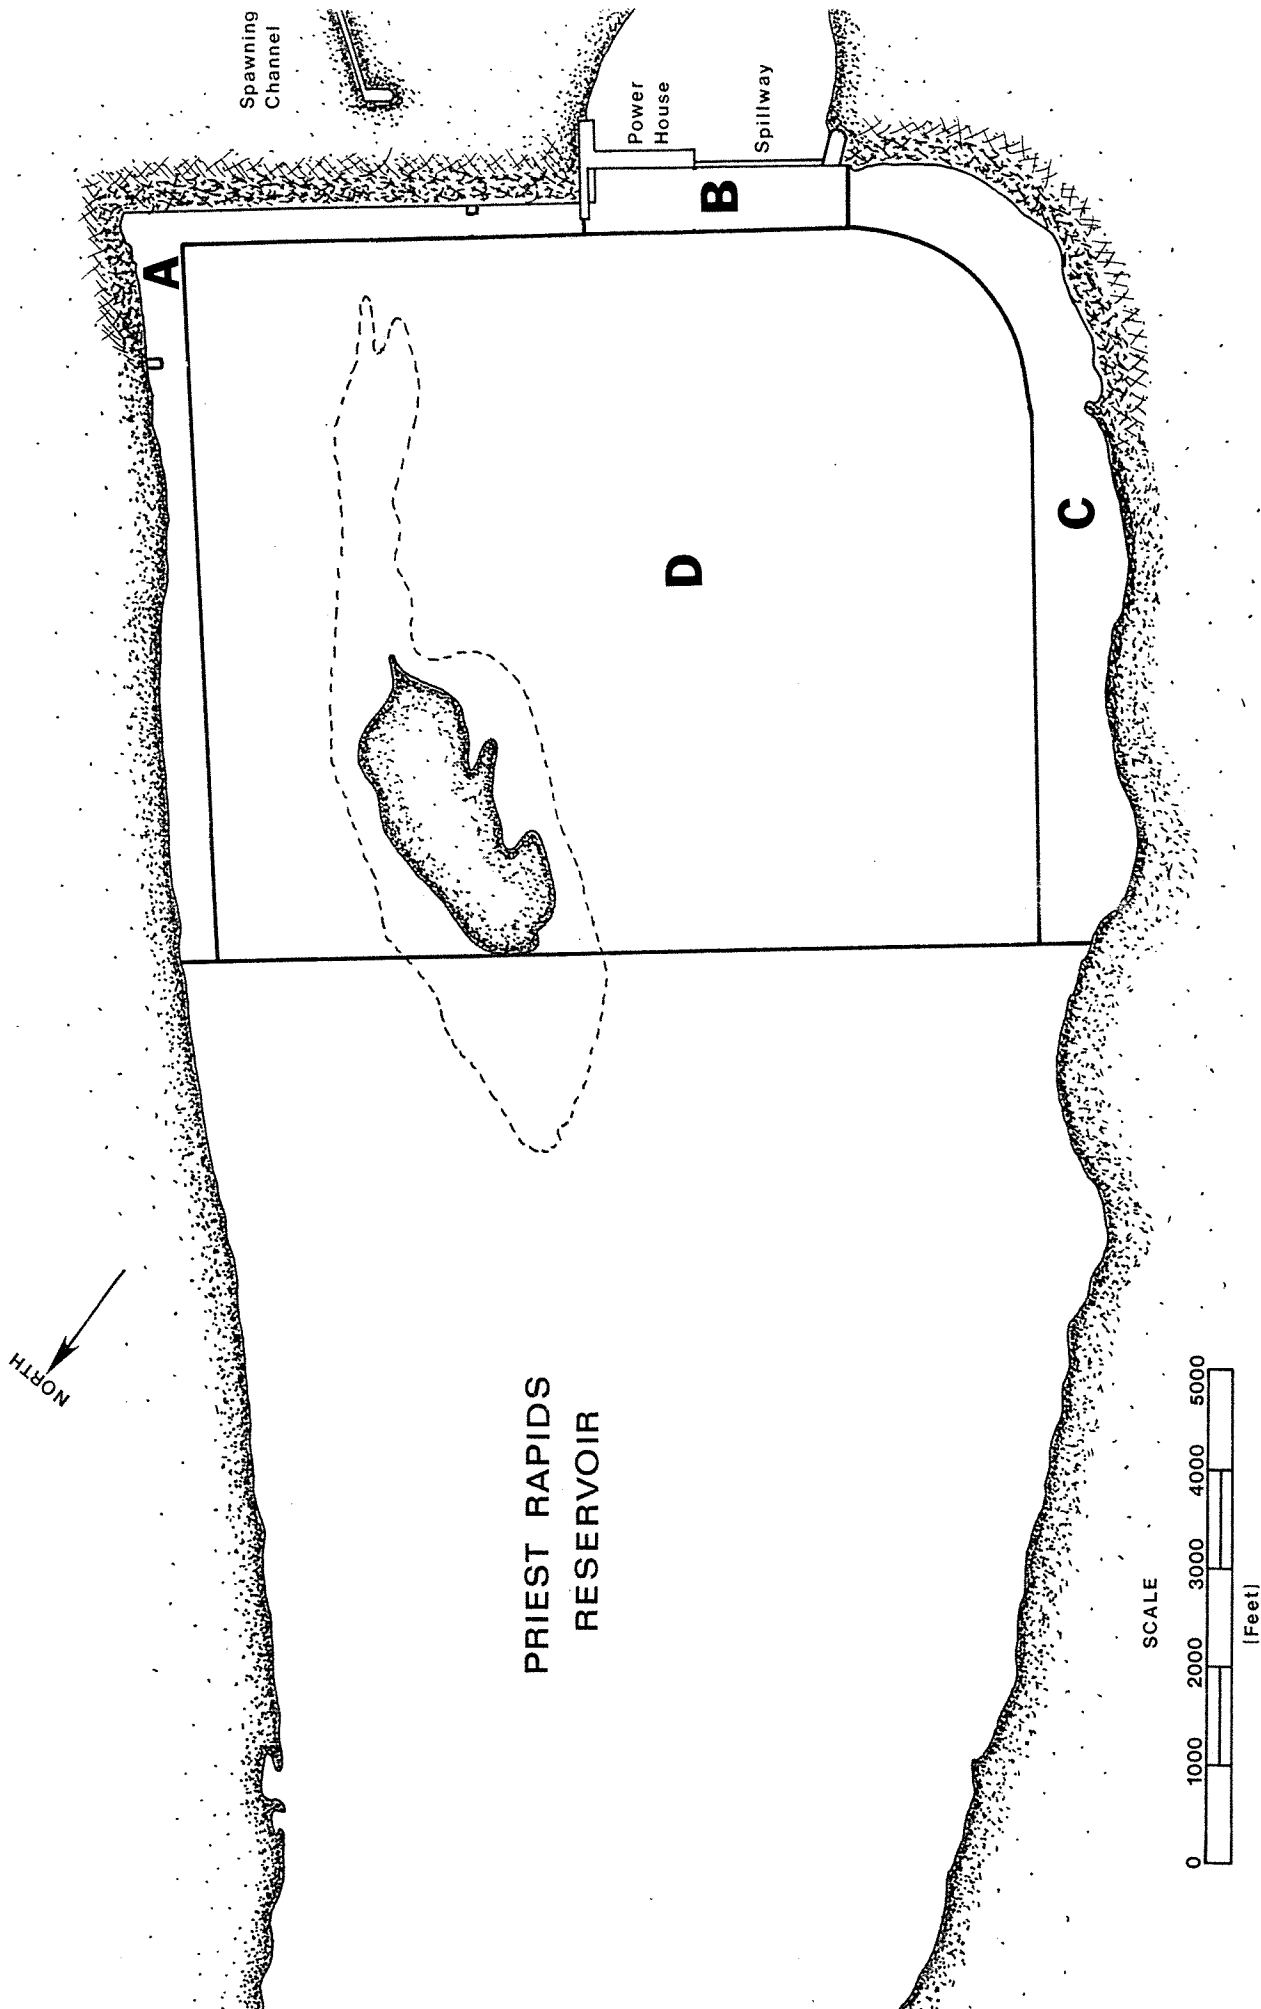 Spawning
Channel
Power
House
Spillway
A
B
C
D
NORTH
PRIEST RAPIDS
RESERVOIR
SCALE
0 1000 2000 3000 4000 5000
(Feet)